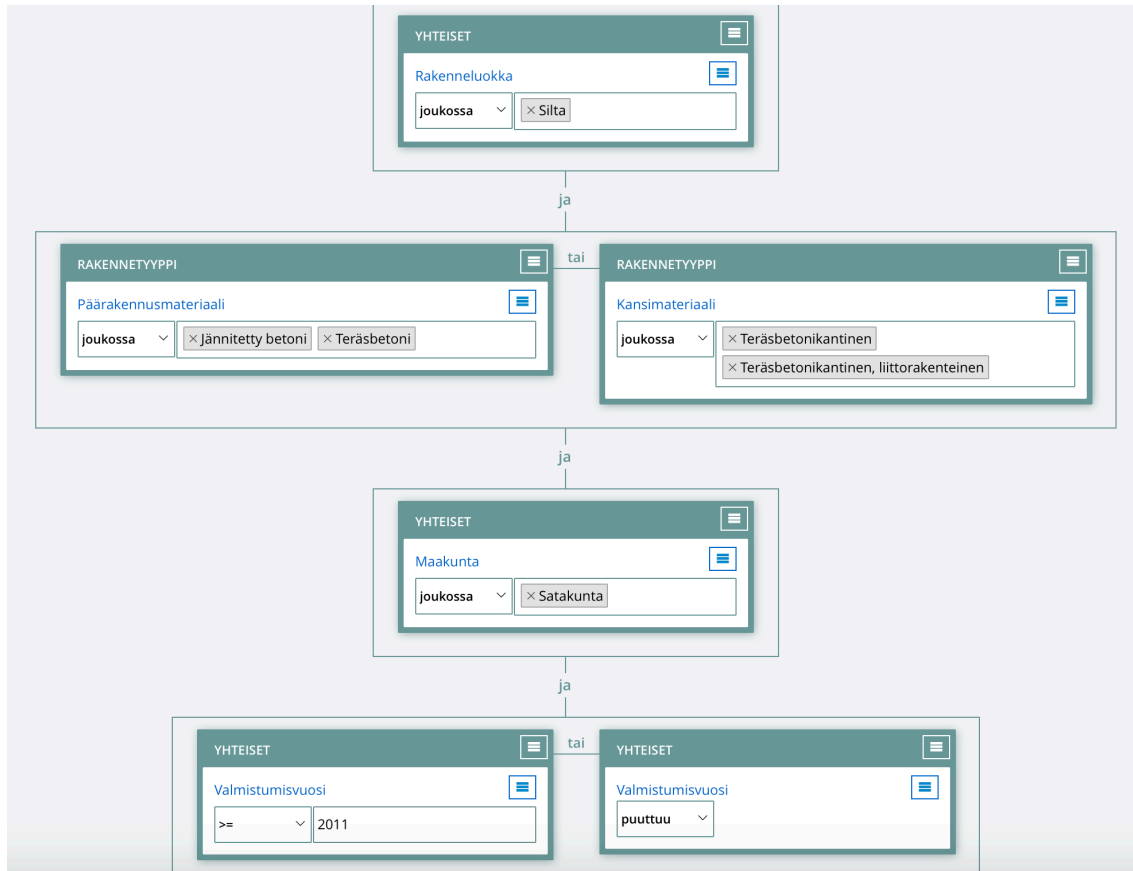 YHTEISET
Rakenneluokka
joukossa × Silta
ja
RAKENNETYYPPI
Päärakennusmateriaali
joukossa × Jännitetty betoni × Teräsbetoni
tai
RAKENNETYYPPI
Kansimateriaali
joukossa × Teräsbetonikantinen
× Teräsbetonikantinen, liittorakenteinen
ja
YHTEISET
Maakunta
joukossa × Satakunta
ja
YHTEISET
Valmistumisvuosi
>= 2011
tai
YHTEISET
Valmistumisvuosi
puuttuu